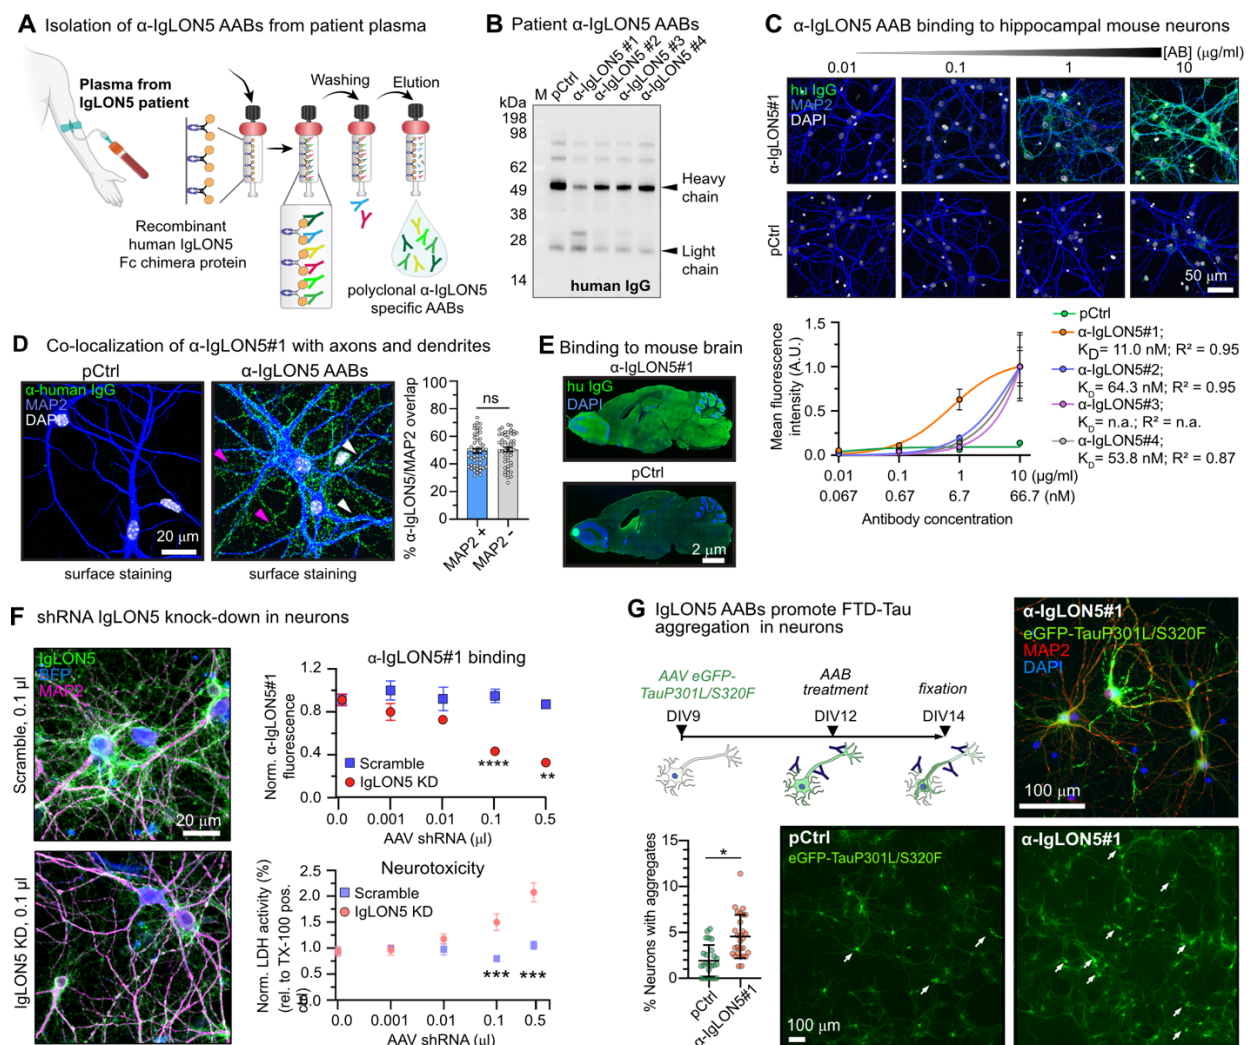 A Isolation of α-IgLON5 AABs from patient plasma
Plasma from
IgLON5 patient
Washing
Elution
Recombinant
human IgLON5
Fc chimera protein
polyclonal α-IgLON5
specific AABs
B Patient α-IgLON5 AABs
M
pCtrl
α-IgLON5 #1
α-IgLON5 #2
α-IgLON5 #3
α-IgLON5 #4
kDa
198
98
62
49
38
28
14
Heavy
chain
Light
chain
human IgG
C α-IgLON5 AAB binding to hippocampal mouse neurons
[AB] (μg/ml)
0.01 0.1 1 10
α-IgLON5#1
hu IgG
MAP2
DAPI
pCtrl
50 μm
Mean fluorescence
intensity (A.U.)
1.5
1.0
0.5
0.0
0.01 0.1 1 10 (μg/ml)
0.067 0.67 6.7 66.7 (nM)
Antibody concentration
pCtrl
α-IgLON5#1;
KD= 11.0 nM; R² = 0.95
α-IgLON5#2;
KD= 64.3 nM; R² = 0.95
α-IgLON5#3;
KD= n.a.; R² = n.a.
α-IgLON5#4;
KD= 53.8 nM; R² = 0.87
D Co-localization of α-IgLON5#1 with axons and dendrites
pCtrl
α-IgLON5 AABs
α-human IgG
MAP2
DAPI
20 μm
surface staining
surface staining
% α-IgLON5/MAP2 overlap
100
80
60
40
20
0
ns
MAP2 +
MAP2 -
E Binding to mouse brain
α-IgLON5#1
hu IgG
DAPI
pCtrl
2 μm
F shRNA IgLON5 knock-down in neurons
Scramble, 0.1 μl
IgLON5
BFP
MAP2
20 μm
IgLON5 KD, 0.1 μl
α-IgLON5#1 binding
Norm. α-IgLON5#1
fluorescence
1.2
0.8
0.4
0.0
Scramble
IgLON5 KD
****
**
0.0 0.001 0.01 0.1 0.5
AAV shRNA (μl)
Neurotoxicity
Norm. LDH activity (%)
(rel. to TX-100 pos.
ctrl)
2.5
2.0
1.5
1.0
0.50
0.0
Scramble
IgLON5 KD
***
***
0.0 0.001 0.01 0.1 0.5
AAV shRNA (μl)
G IgLON5 AABs promote FTD-Tau
aggregation in neurons
AAV eGFP-
TauP301L/S320F
AAB
treatment
fixation
DIV9
DIV12
DIV14
α-IgLON5#1
eGFP-TauP301L/S320F
MAP2
DAPI
100 μm
% Neurons with aggregates
15
10
5
0
*
pCtrl
α-IgLON5#1
pCtrl
eGFP-TauP301L/S320F
100 μm
α-IgLON5#1